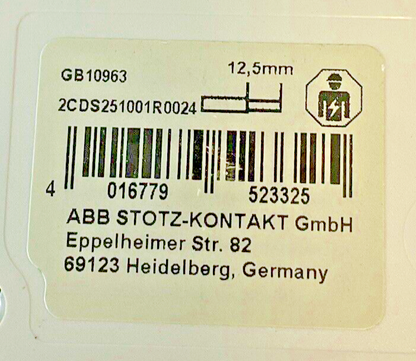 GB10963
12,5mm
2CDS251001R0024
4 016779 523325
ABB STOTZ-KONTAKT GmbH
Eppelheimer Str. 82
69123 Heidelberg, Germany